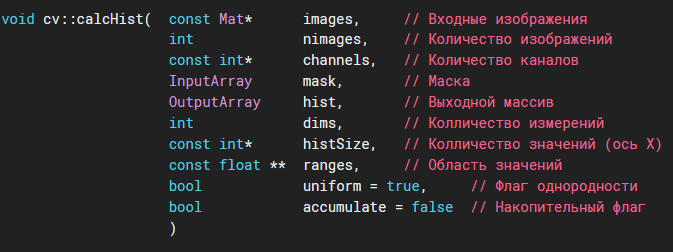 void cv::calcHist( const Mat* images, // Входные изображения
int nimages, // Количество изображений
const int* channels, // Количество каналов
InputArray mask, // Маска
OutputArray hist, // Выходной массив
int dims, // Колличество измерений
const int* histSize, // Колличество значений (ось X)
const float ** ranges, // Область значений
bool uniform = true, // Флаг однородности
bool accumulate = false // Накопительный флаг
)